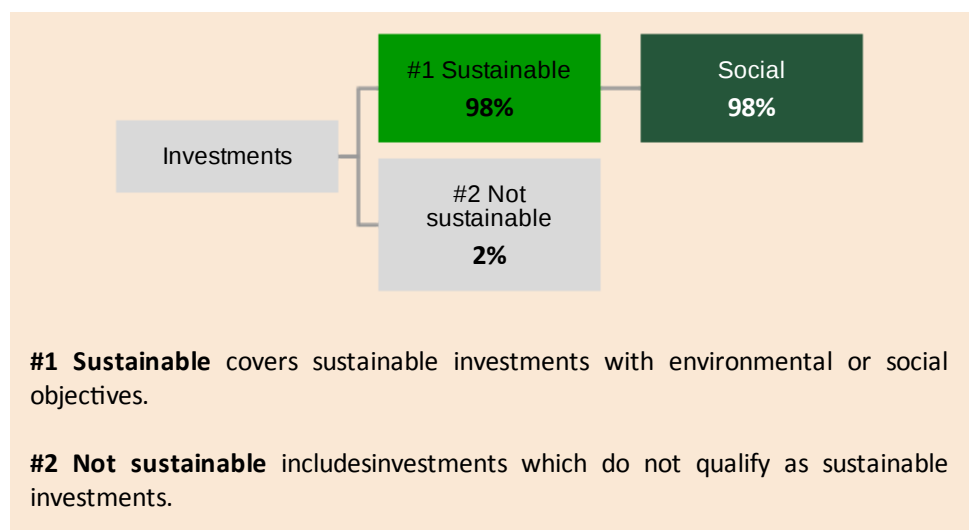 #1 Sustainable
98%
Social
98%
Investments
#2 Not
sustainable
2%
#1 Sustainable covers sustainable investments with environmental or social
objectives.
#2 Not sustainable includesinvestments which do not qualify as sustainable
investments.